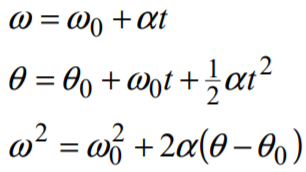 ω = ω₀ + αt
θ = θ₀ + ω₀t + ½αt²
ω² = ω₀² + 2α(θ – θ₀)